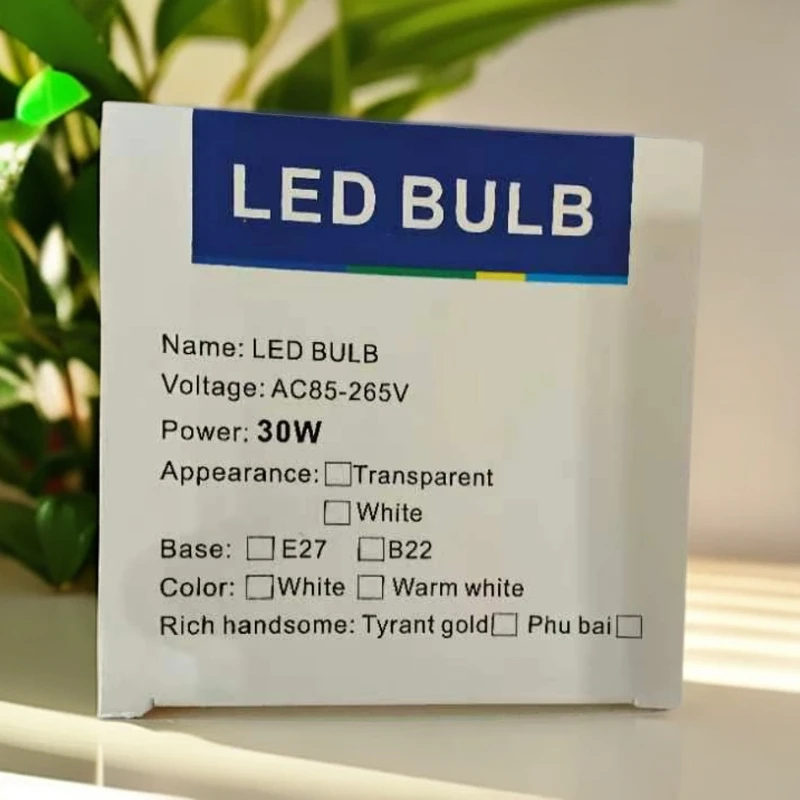 LED BULB
Name: LED BULB
Voltage: AC85-265V
Power: 30W
Appearance: □Transparent
□ White
Base: □ E27 □B22
Color: □White □ Warm white
Rich handsome: Tyrant gold□ Phu bai□